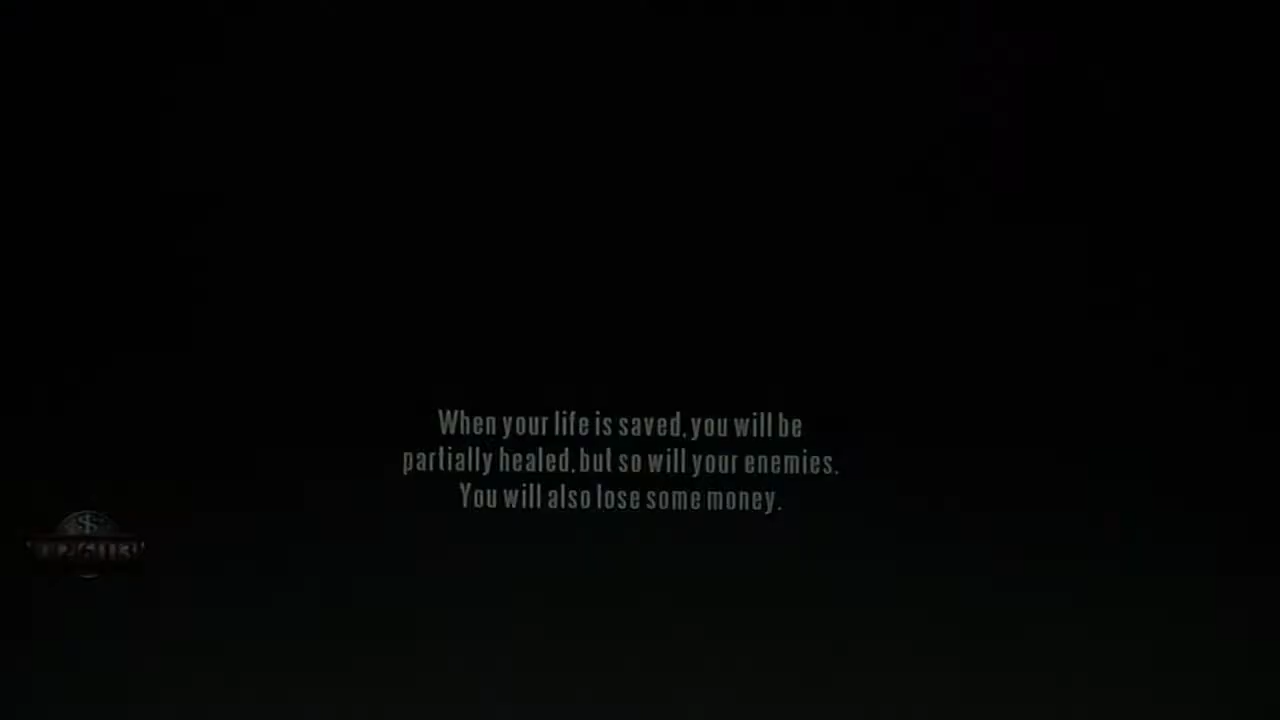 When your life is saved, you will be
partially healed, but so will your enemies.
You will also lose some money.
$